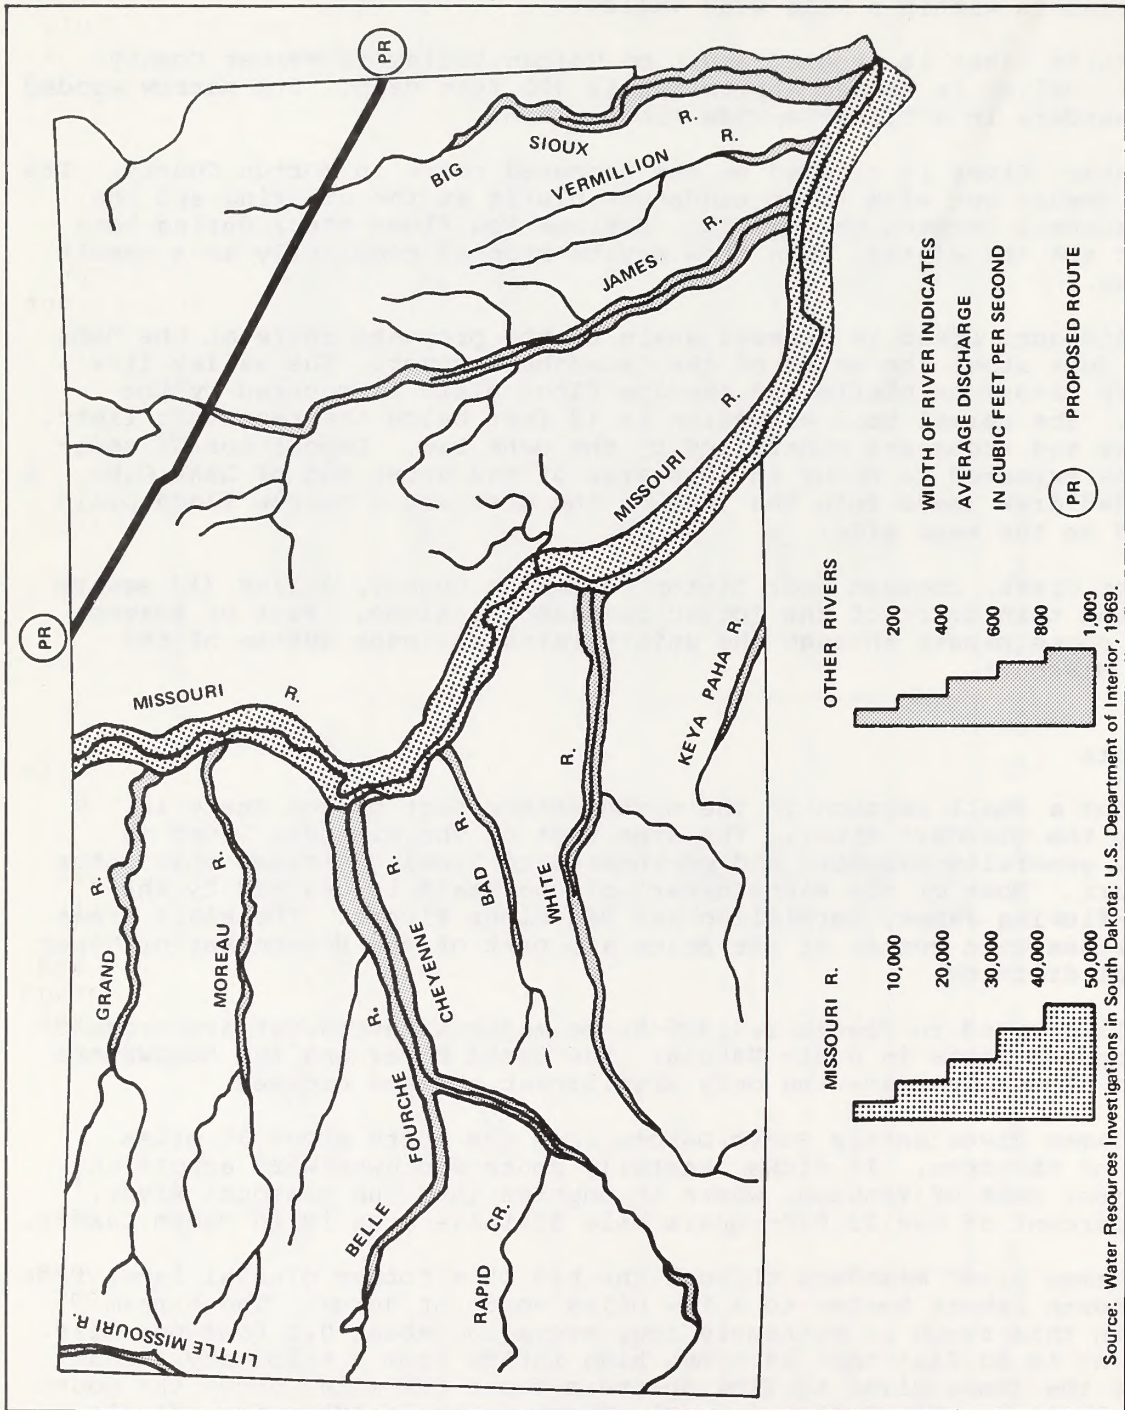 PR
PR
LITTLE MISSOURI R.
GRAND R.
MOREAU R.
MISSOURI R.
BELLE FOURCHE R.
CHEYENNE R.
RAPID CR.
BAD R.
WHITE R.
KEYA PAHA R.
MISSOURI R.
JAMES R.
VERMILLION R.
BIG SIOUX R.
MISSOURI R.
10,000
20,000
30,000
40,000
50,000
OTHER RIVERS
200
400
600
800
1,000
WIDTH OF RIVER INDICATES
AVERAGE DISCHARGE
IN CUBIC FEET PER SECOND
PR PROPOSED ROUTE
Source: Water Resources Investigations in South Dakota: U.S. Department of Interior, 1969.